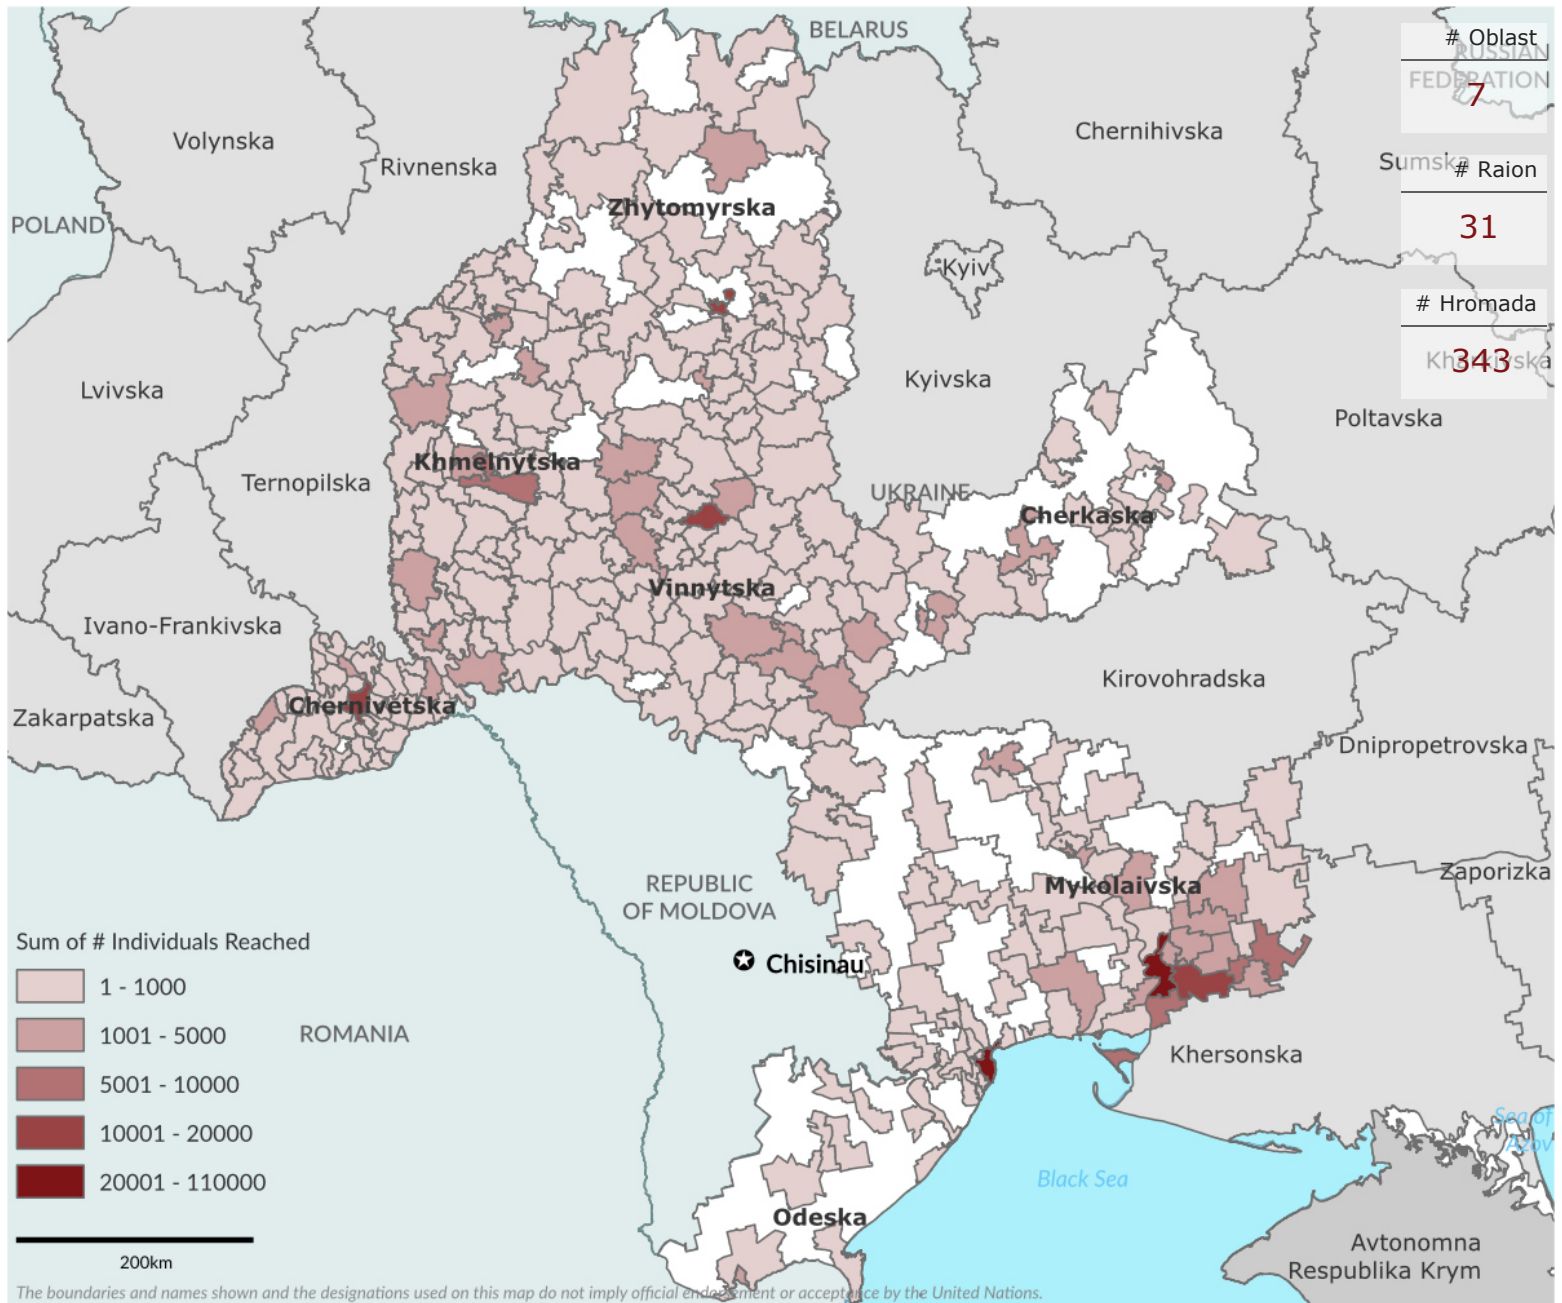 BELARUS
# Oblast
RUSSIAN
FEDERATION
7
Volynska
Rivnenska
Chernihivska
Sumska
# Raion
31
Zhytomyrska
POLAND
Kyiv
# Hromada
343
Kharkivska
Lvivska
Kyivska
Poltavska
Khmelnytska
Ternopilska
UKRAINE
Cherkaska
Vinnytska
Ivano-Frankivska
Kirovohradska
Chernivetska
Zakarpatska
Dnipropetrovska
Zaporizka
REPUBLIC
OF MOLDOVA
Mykolaivska
Chisinau
Sum of # Individuals Reached
1 - 1000
1001 - 5000
5001 - 10000
10001 - 20000
20001 - 110000
ROMANIA
Khersonska
Sea of
Azov
Black Sea
Odeska
200km
Avtonomna
Respublika Krym
The boundaries and names shown and the designations used on this map do not imply official endorsement or acceptance by the United Nations.